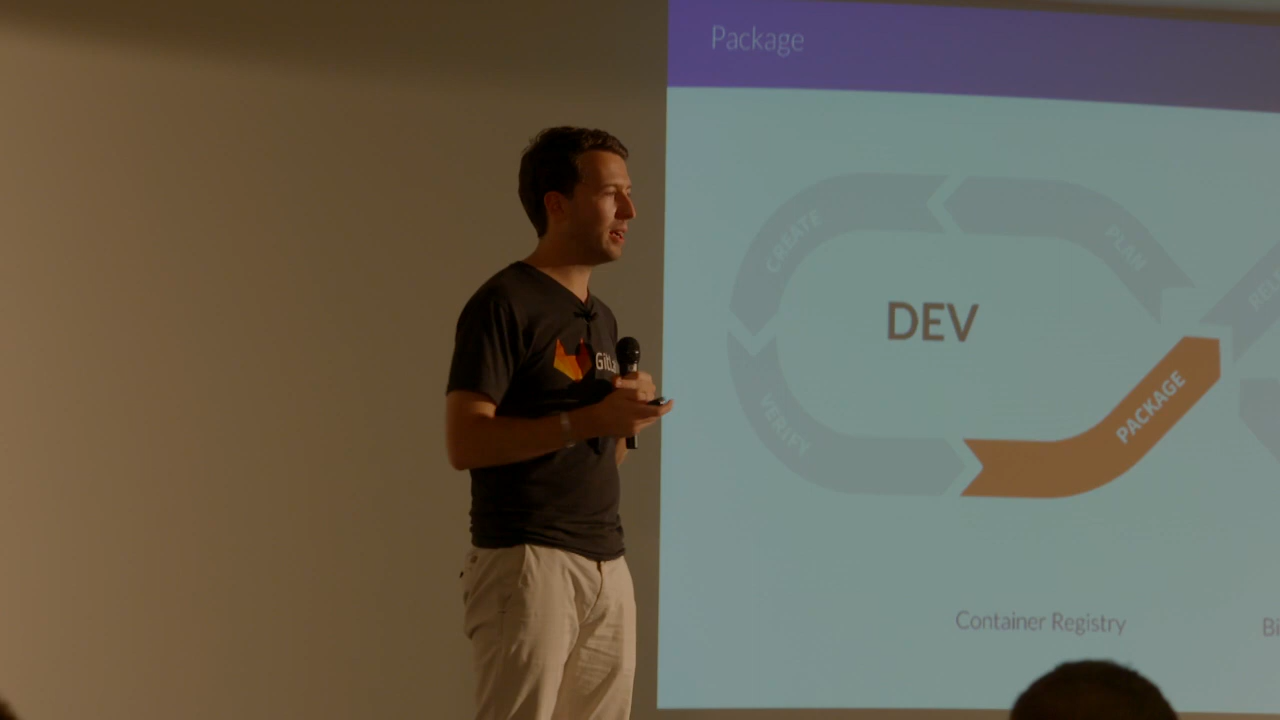 Package
CREATE
PLAN
DEV
VERIFY
PACKAGE
Container Registry